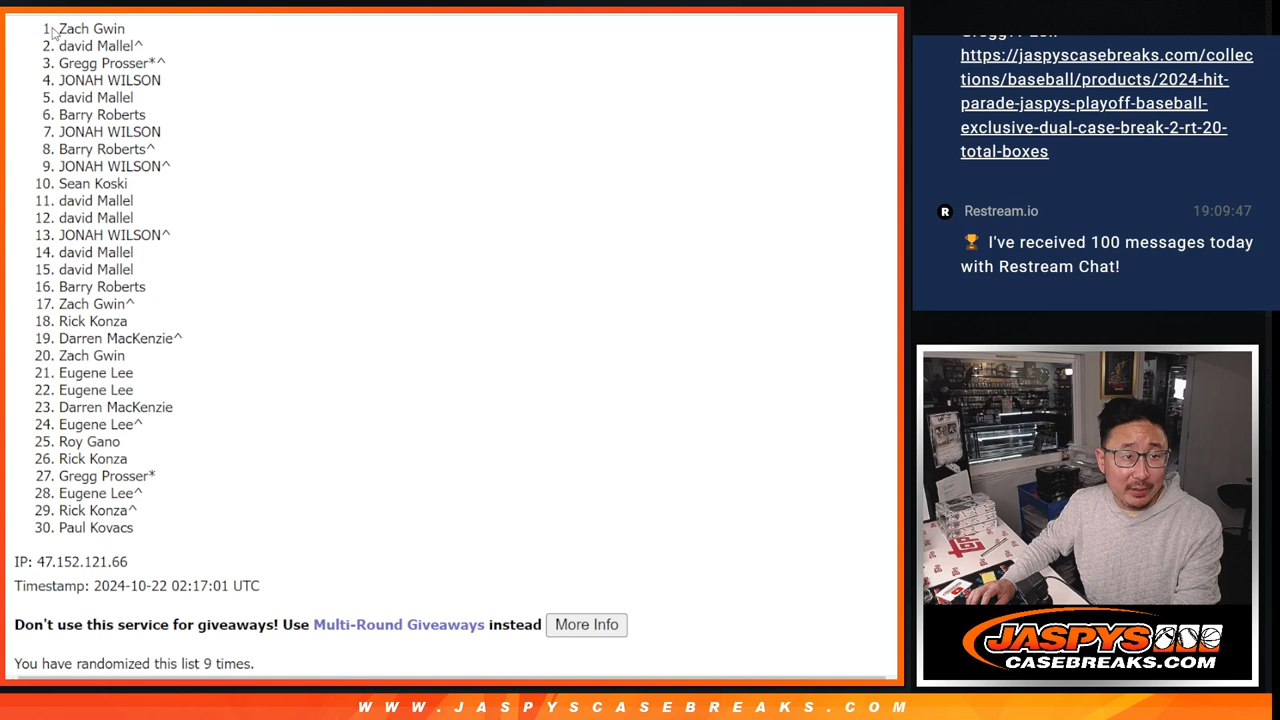 1. Zach Gwin
2. david Mallel^
3. Gregg Prosser*^
4. JONAH WILSON
5. david Mallel
6. Barry Roberts
7. JONAH WILSON
8. Barry Roberts^
9. JONAH WILSON^
10. Sean Koski
11. david Mallel
12. david Mallel
13. JONAH WILSON^
14. david Mallel
15. david Mallel
16. Barry Roberts
17. Zach Gwin^
18. Rick Konza
19. Darren MacKenzie^
20. Zach Gwin
21. Eugene Lee
22. Eugene Lee
23. Darren MacKenzie
24. Eugene Lee^
25. Roy Gano
26. Rick Konza
27. Gregg Prosser*
28. Eugene Lee^
29. Rick Konza^
30. Paul Kovacs
IP: 47.152.121.66
Timestamp: 2024-10-22 02:17:01 UTC
Don't use this service for giveaways! Use Multi-Round Giveaways instead More Info
You have randomized this list 9 times.
https://jaspyscasebreaks.com/collec
tions/baseball/products/2024-hit-
parade-jaspys-playoff-baseball-
exclusive-dual-case-break-2-rt-20-
total-boxes
R Restream.io 19:09:47
🏆 I've received 100 messages today
with Restream Chat!
JASPYS
CASEBREAKS.COM
WWW.JASPYSCASEBREAKS.COM